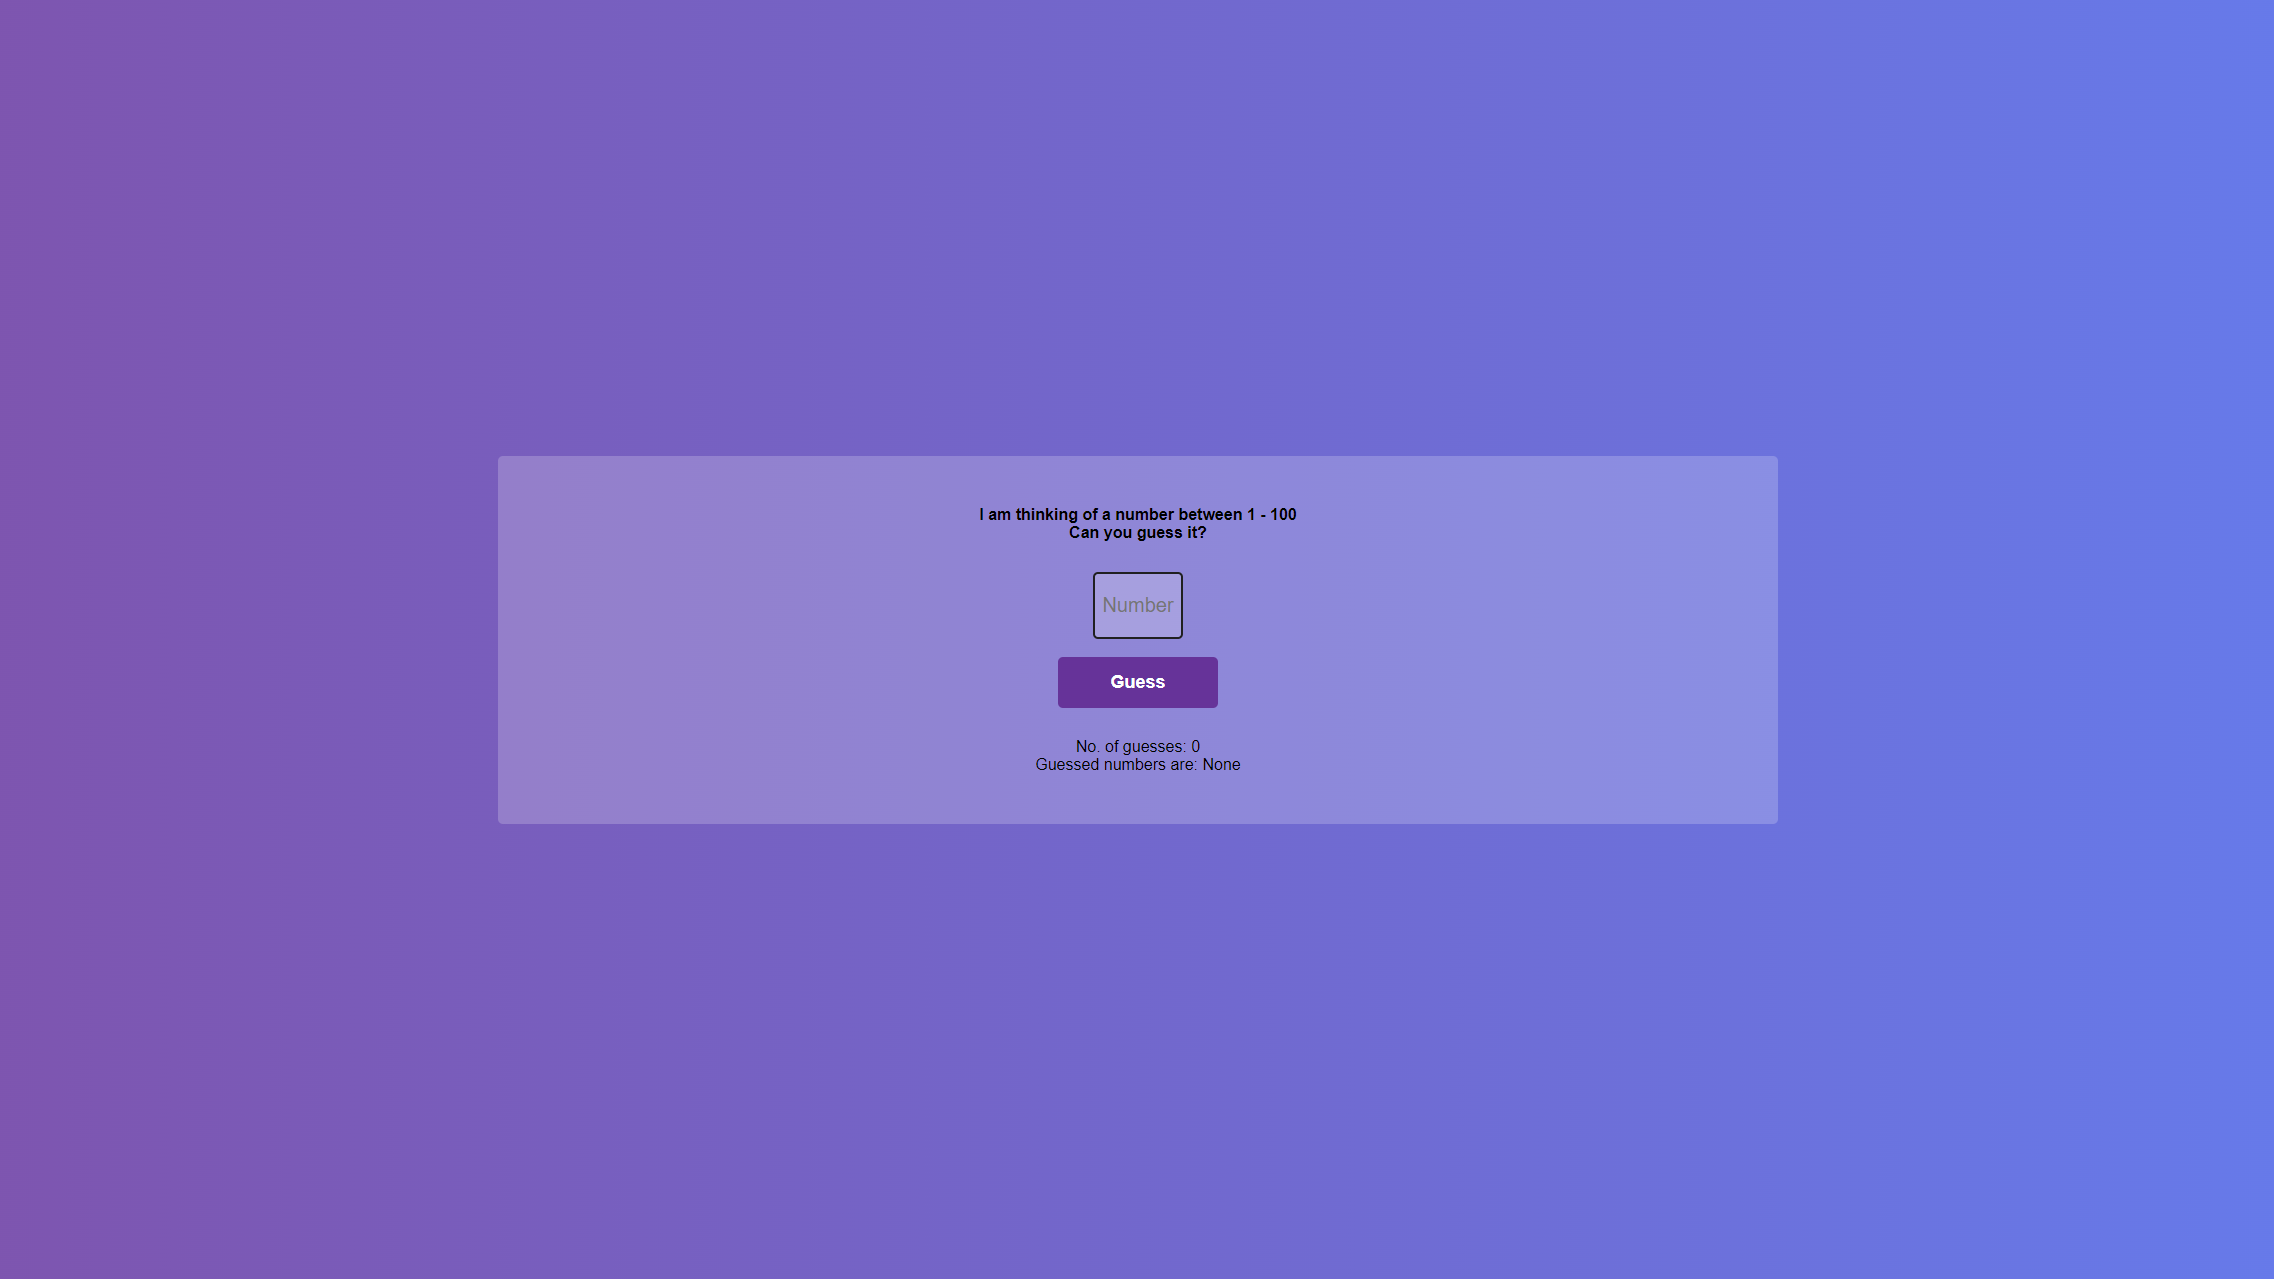 I am thinking of a number between 1 - 100
Can you guess it?
Number
Guess
No. of guesses: 0
Guessed numbers are: None